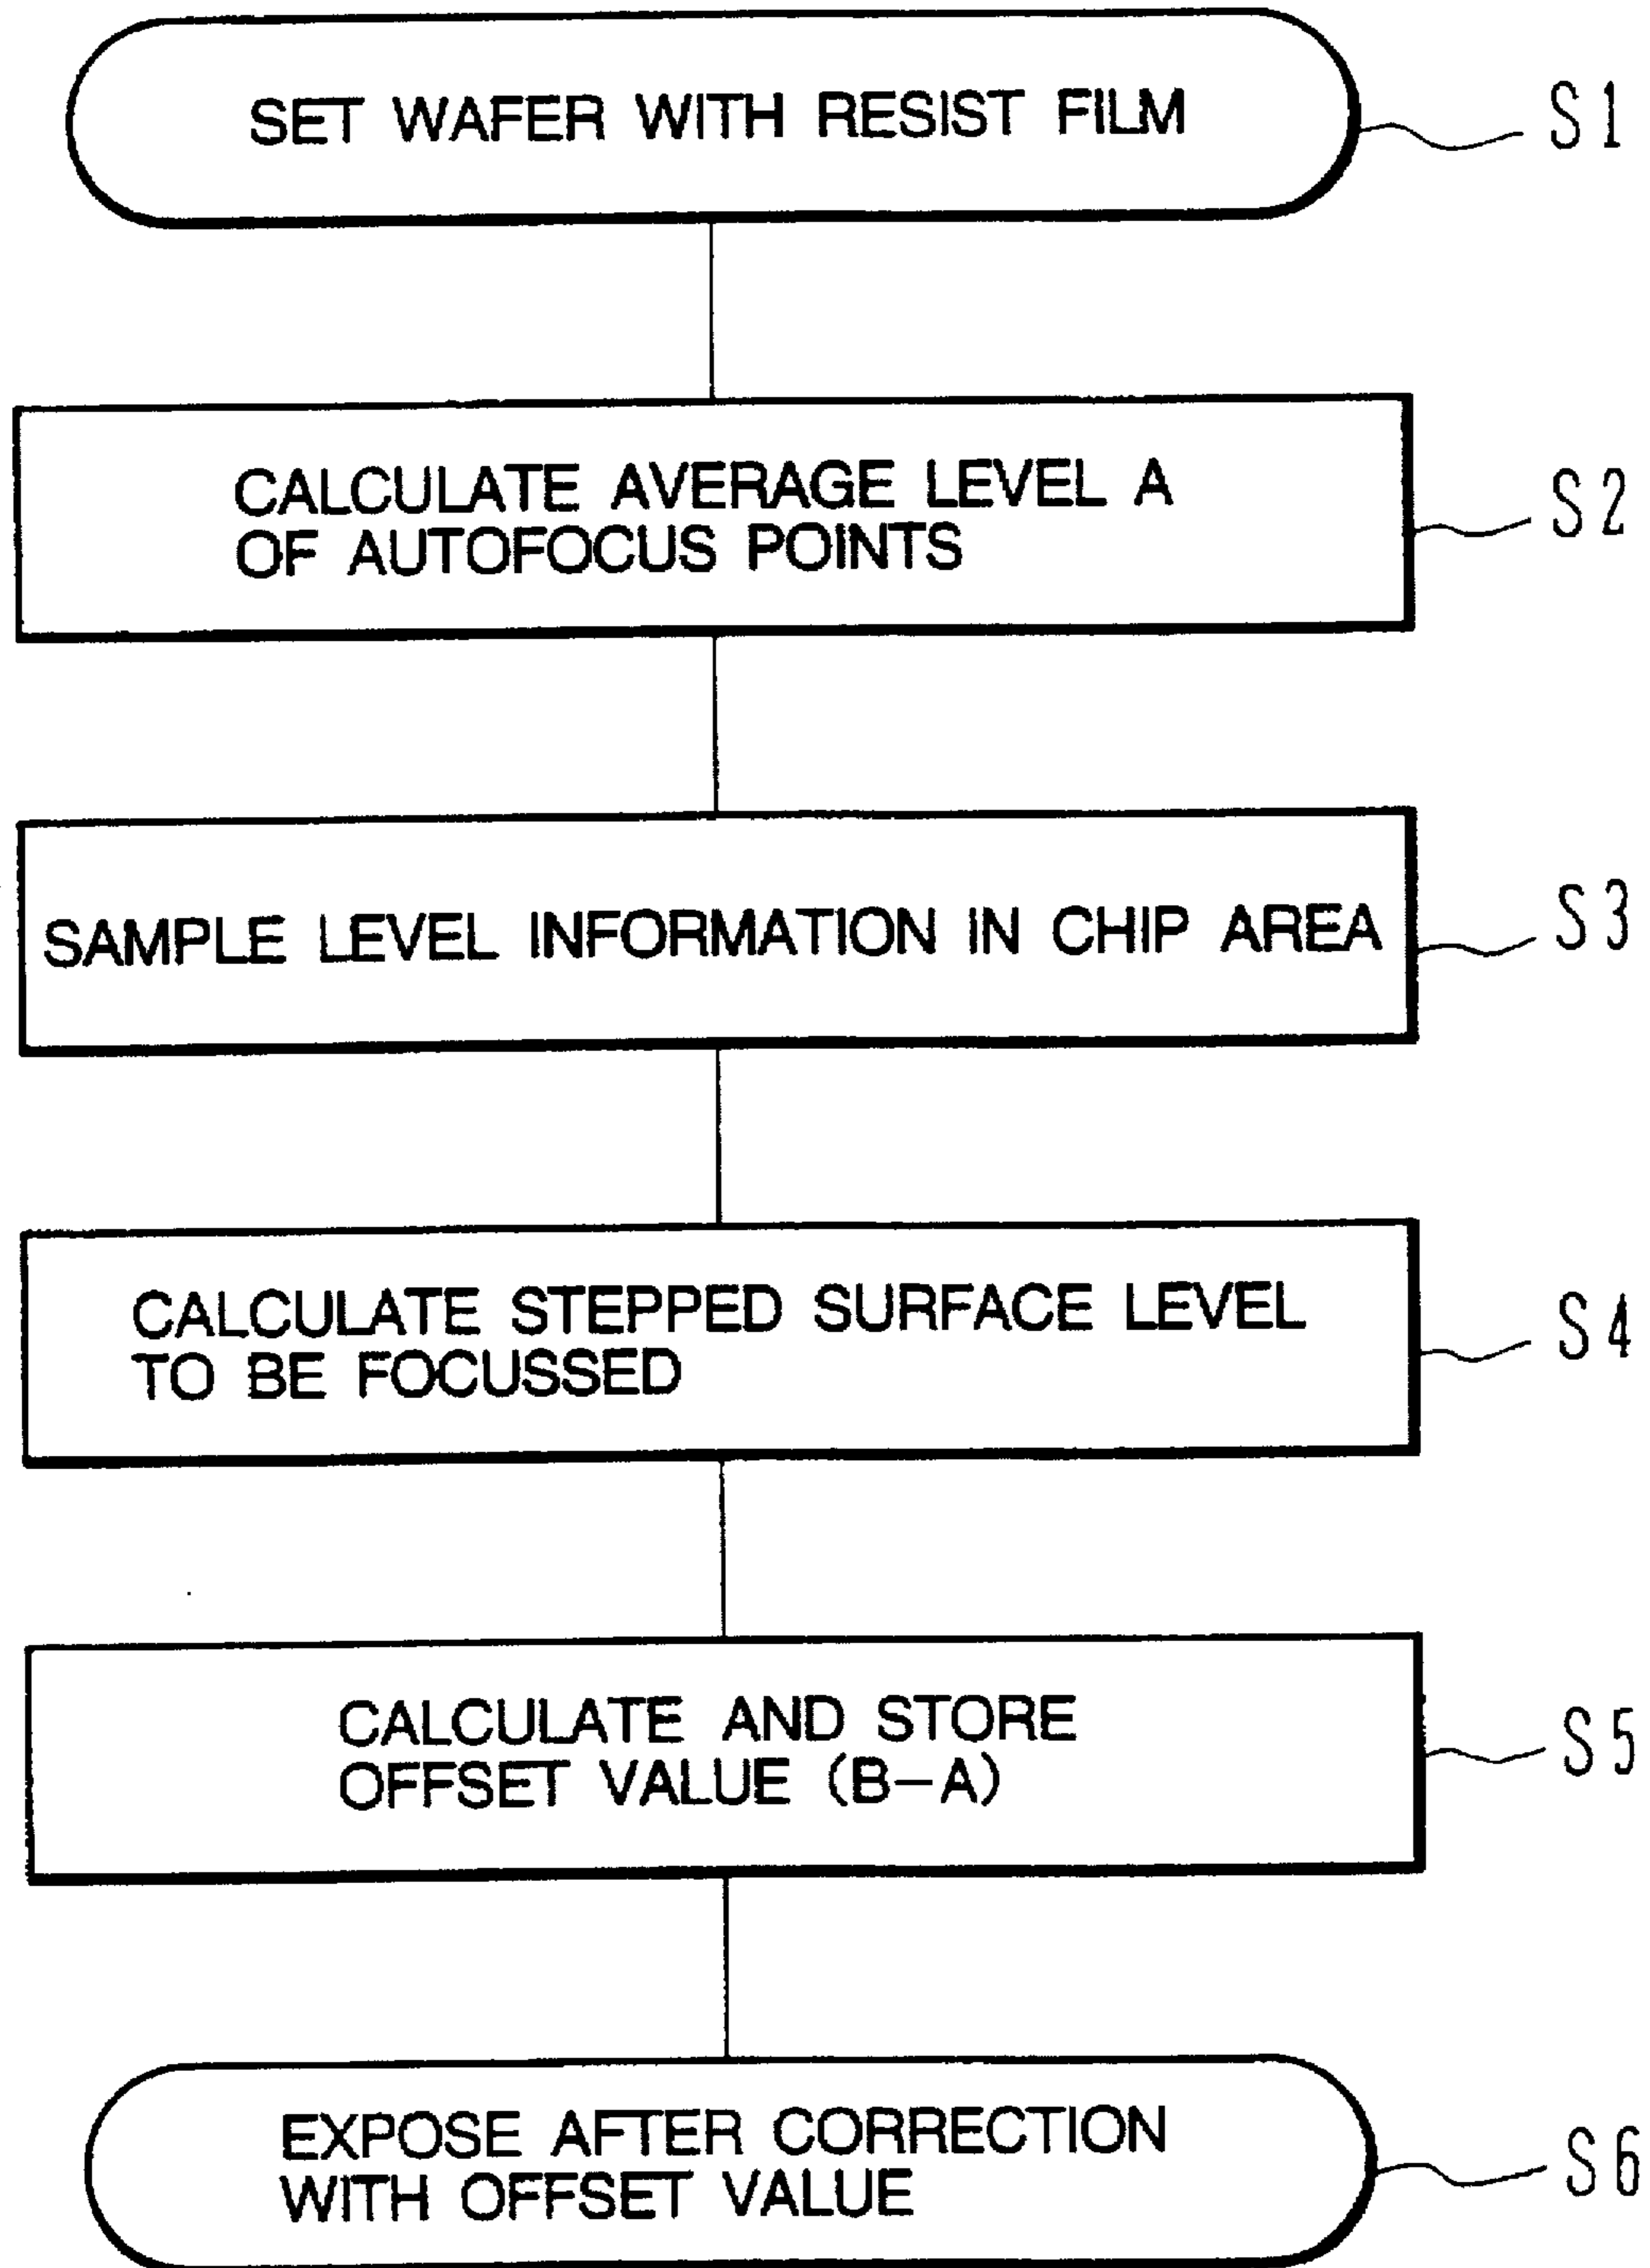 SET WAFER WITH RESIST FILM
S1
CALCULATE AVERAGE LEVEL A
OF AUTOFOCUS POINTS
S2
SAMPLE LEVEL INFORMATION IN CHIP AREA
S3
CALCULATE STEPPED SURFACE LEVEL
TO BE FOCUSSED
S4
CALCULATE AND STORE
OFFSET VALUE (B-A)
S5
EXPOSE AFTER CORRECTION
WITH OFFSET VALUE
S6